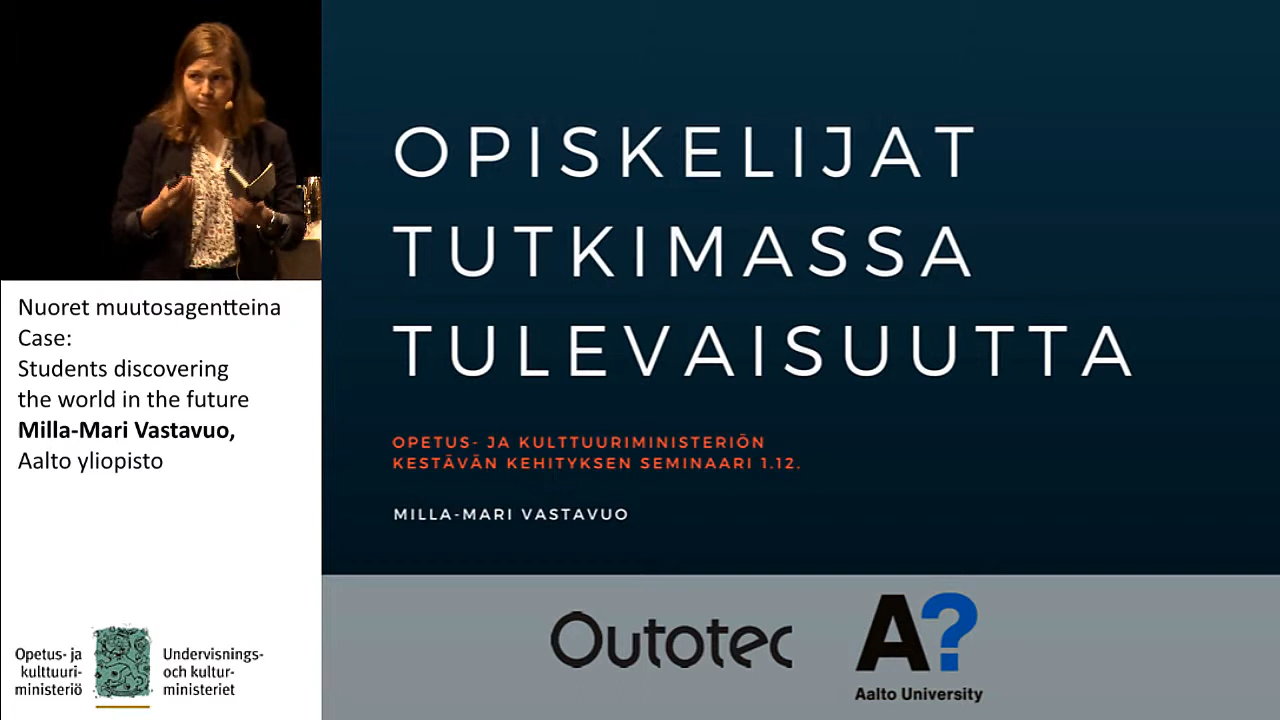 Nuoret muutosagentteina
Case:
Students discovering
the world in the future
Milla-Mari Vastavuo,
Aalto yliopisto
Opetus- ja
kulttuuri-
ministeriö
Undervisnings-
och kultur-
ministeriet
OPISKELIJAT
TUTKIMASSA
TULEVAISUUTTA
OPETUS- JA KULTTUURIMINISTERIÖN
KESTÄVÄN KEHITYKSEN SEMINAARI 1.12.
MILLA-MARI VASTAVUO
Outotec
A?
Aalto University